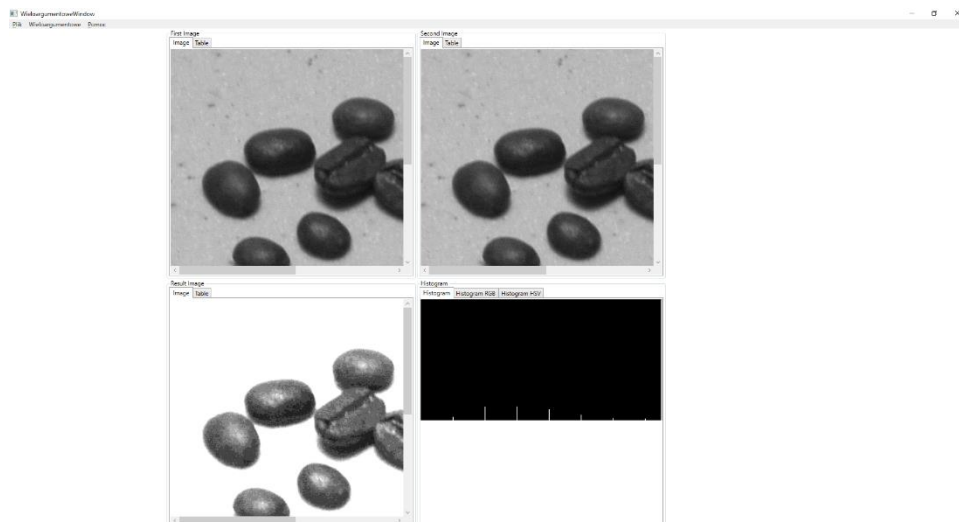 WieloargumentoweWindow
Plik Wieloargumentowe Pomoc
First Image
Image Table
Second Image
Image Table
Result Image
Image Table
Histogram
Histogram Histogram RGB Histogram HSV